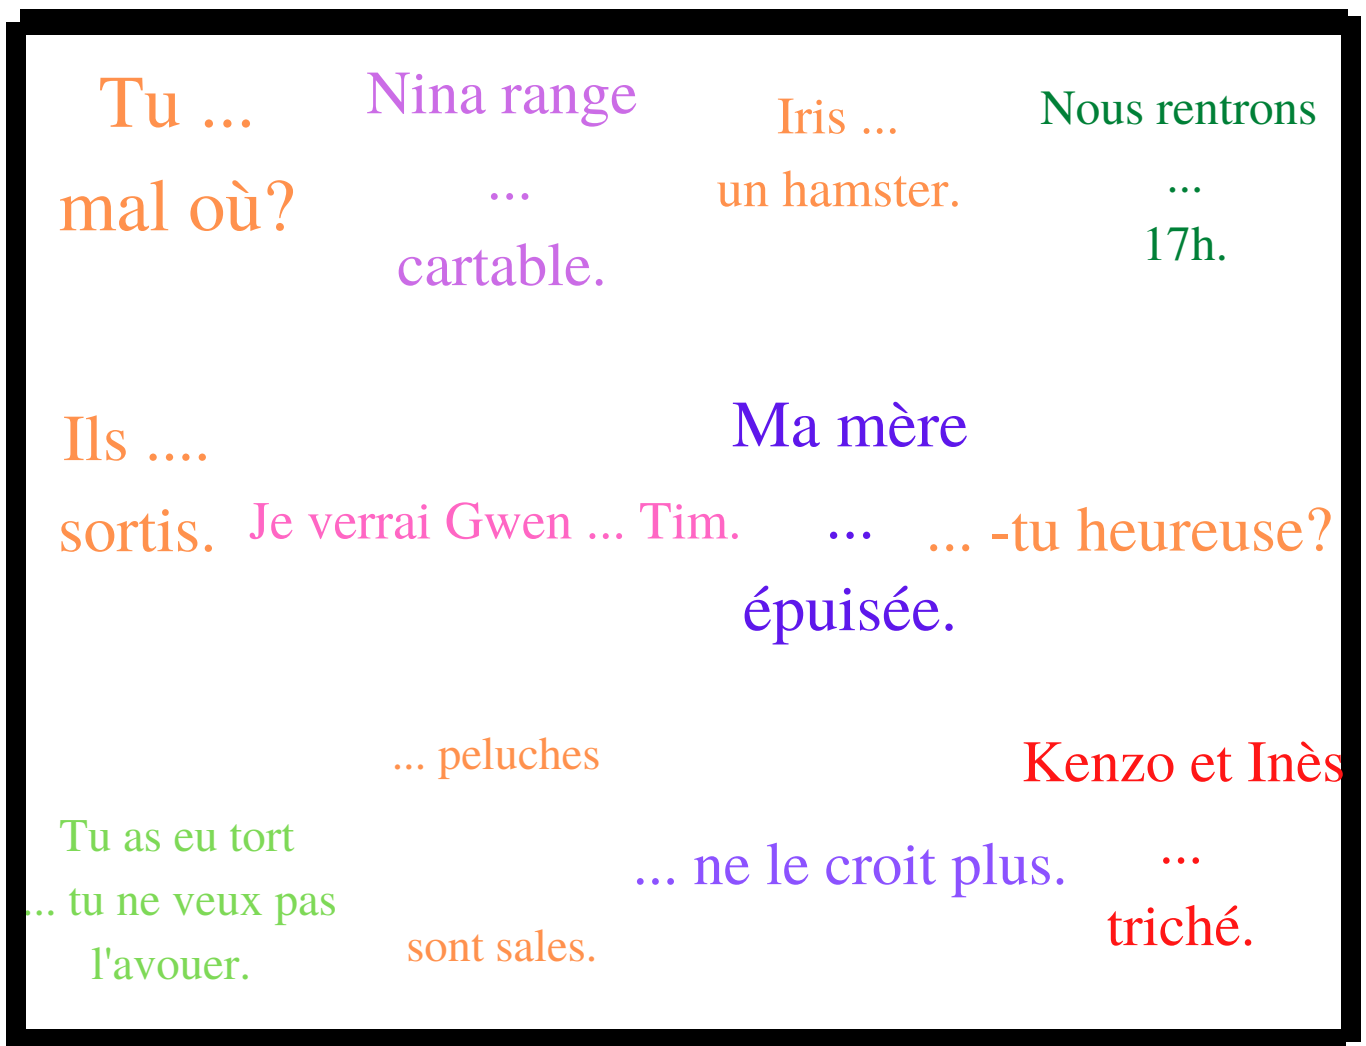 Tu ...
mal où?
Nina range
...
cartable.
Iris ...
un hamster.
Nous rentrons
...
17h.
Ils ....
sortis.
Je verrai Gwen ... Tim.
Ma mère
...
épuisée.
... -tu heureuse?
Tu as eu tort
... tu ne veux pas
l'avouer.
... peluches
sont sales.
... ne le croit plus.
Kenzo et Inès
...
triché.